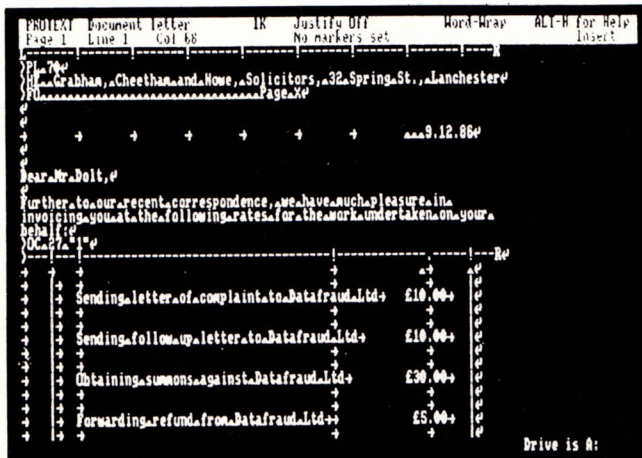 PROTEXT Document letter 1K Justify Off Word-Wrap ALT-H for Help
Page 1 Line 1 Col 68 No markers set Insert
L-------!-------!-------!-------!-------!-------!-------!-------!---------R
>PL 70
>HE Grabham, Cheetham and Howe, Solicitors, 32 Spring St., Lanchester
>FO Page X
9.12.86
Dear Mr Dolt,
Further to our recent correspondence, we have much pleasure in
invoicing you at the following rates for the work undertaken on your
behalf:
>OC 27 "1"
Sending letter of complaint to Datafraud Ltd £10.00
Sending follow up letter to Datafraud Ltd £10.00
Obtaining summons against Datafraud Ltd £30.00
Forwarding refund from Datafraud Ltd £5.00
Drive is A: